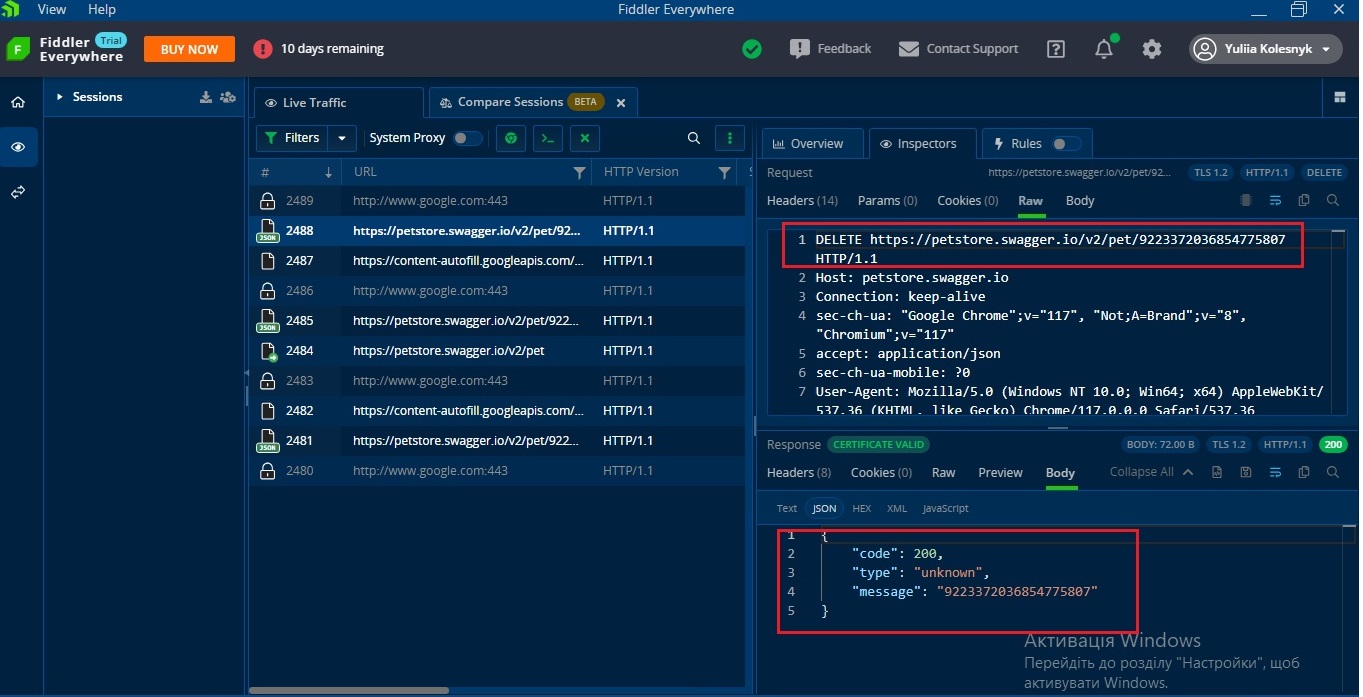 View Help Fiddler Everywhere
Fiddler Trial
Everywhere
BUY NOW
10 days remaining
Feedback
Contact Support
Yuliia Kolesnyk
Sessions
Live Traffic
Compare Sessions BETA
Filters
System Proxy
# URL HTTP Version
2489 http://www.google.com:443 HTTP/1.1
2488 https://petstore.swagger.io/v2/pet/92... HTTP/1.1
2487 https://content-autofill.googleapis.com/... HTTP/1.1
2486 http://www.google.com:443 HTTP/1.1
2485 https://petstore.swagger.io/v2/pet/922... HTTP/1.1
2484 https://petstore.swagger.io/v2/pet HTTP/1.1
2483 http://www.google.com:443 HTTP/1.1
2482 https://content-autofill.googleapis.com/... HTTP/1.1
2481 https://petstore.swagger.io/v2/pet/922... HTTP/1.1
2480 http://www.google.com:443 HTTP/1.1
JSON
JSON
JSON
Overview Inspectors Rules
Request https://petstore.swagger.io/v2/pet/92... TLS 1.2 HTTP/1.1 DELETE
Headers (14) Params (0) Cookies (0) Raw Body
1 DELETE https://petstore.swagger.io/v2/pet/9223372036854775807
HTTP/1.1
2 Host: petstore.swagger.io
3 Connection: keep-alive
4 sec-ch-ua: "Google Chrome";v="117", "Not;A=Brand";v="8",
"Chromium";v="117"
5 accept: application/json
6 sec-ch-ua-mobile: ?0
7 User-Agent: Mozilla/5.0 (Windows NT 10.0; Win64; x64) AppleWebKit/
537.36 (KHTML, like Gecko) Chrome/117.0.0.0 Safari/537.36
Response CERTIFICATE VALID BODY: 72.00 B TLS 1.2 HTTP/1.1 200
Headers (8) Cookies (0) Raw Preview Body Collapse All
Text JSON HEX XML JavaScript
1 {
2 "code": 200,
3 "type": "unknown",
4 "message": "9223372036854775807"
5 }
Активація Windows
Перейдіть до розділу "Настройки", щоб
активувати Windows.